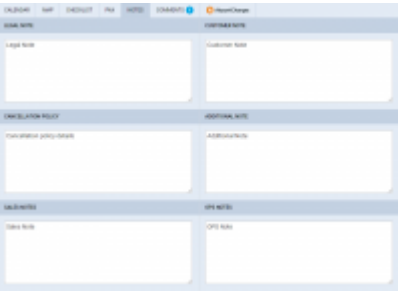 CALENDAR MAP CHECKLIST PAX NOTES COMMENTS
LEGAL NOTE CUSTOMER NOTE
Legal Note Customer Note
CANCELLATION POLICY ADDITIONAL NOTE
Cancellation policy details Additional Note
SALES NOTES OPS NOTES
Sales Note OPS Note